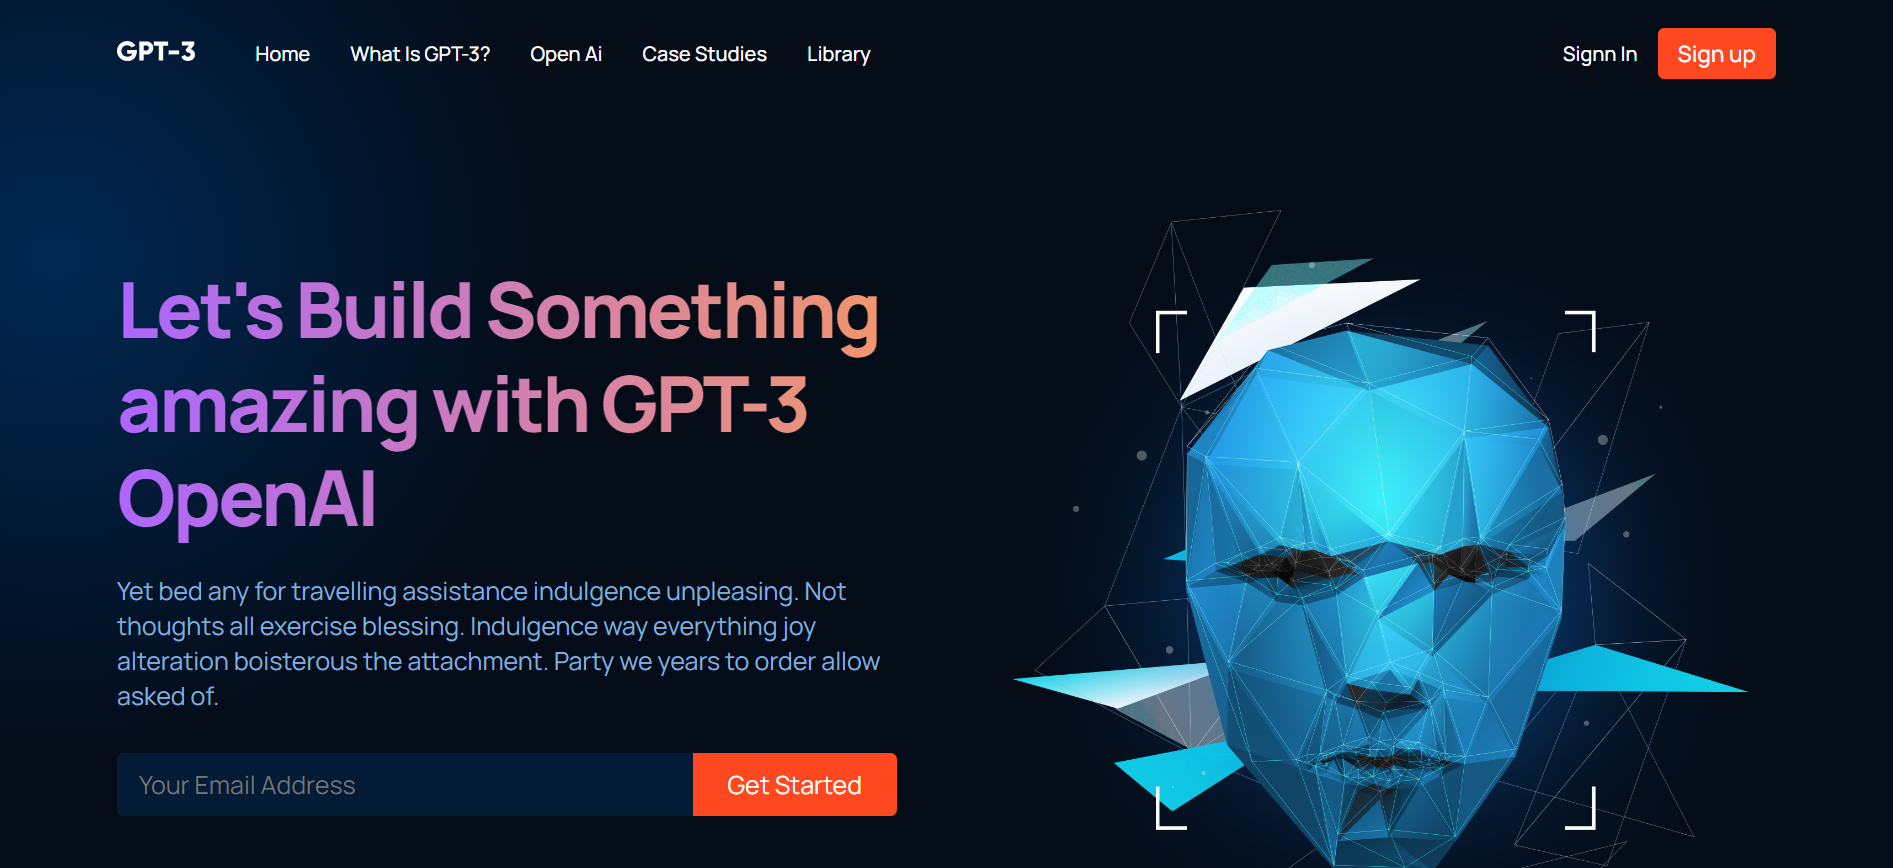 GPT-3
Home
What Is GPT-3?
Open Ai
Case Studies
Library
Signn In
Sign up
Let's Build Something
amazing with GPT-3
OpenAI
Yet bed any for travelling assistance indulgence unpleasing. Not
thoughts all exercise blessing. Indulgence way everything joy
alteration boisterous the attachment. Party we years to order allow
asked of.
Your Email Address
Get Started